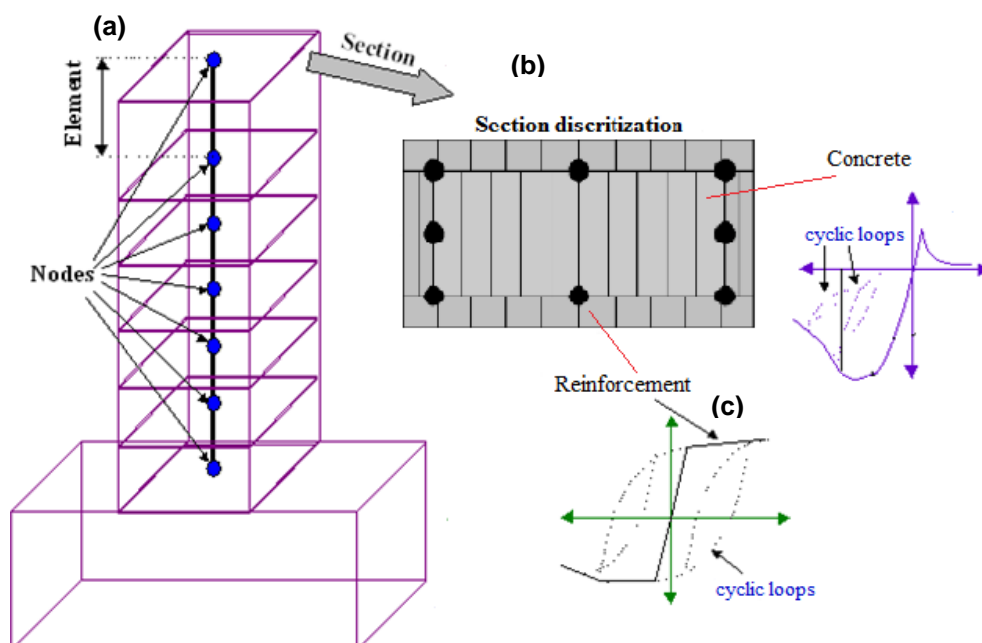 (a)
Section
Element
Nodes
(b)
Section discritization
Concrete
cyclic loops
Reinforcement
(c)
cyclic loops